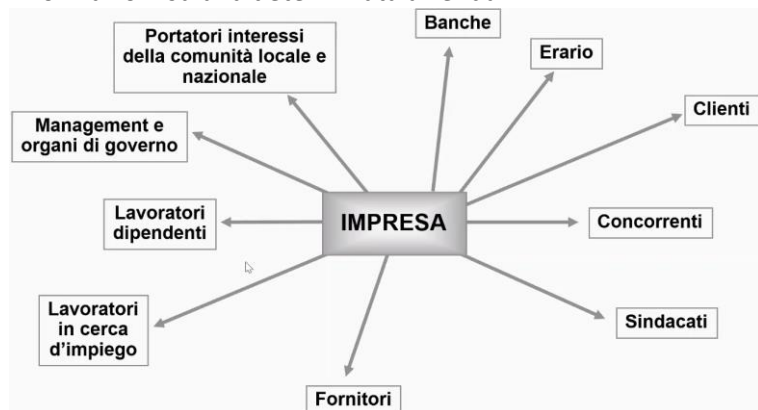 Banche
Portatori interessi
della comunità locale e
nazionale
Erario
Clienti
Management e
organi di governo
Lavoratori
dipendenti
IMPRESA
Concorrenti
Lavoratori
in cerca
d'impiego
Sindacati
Fornitori